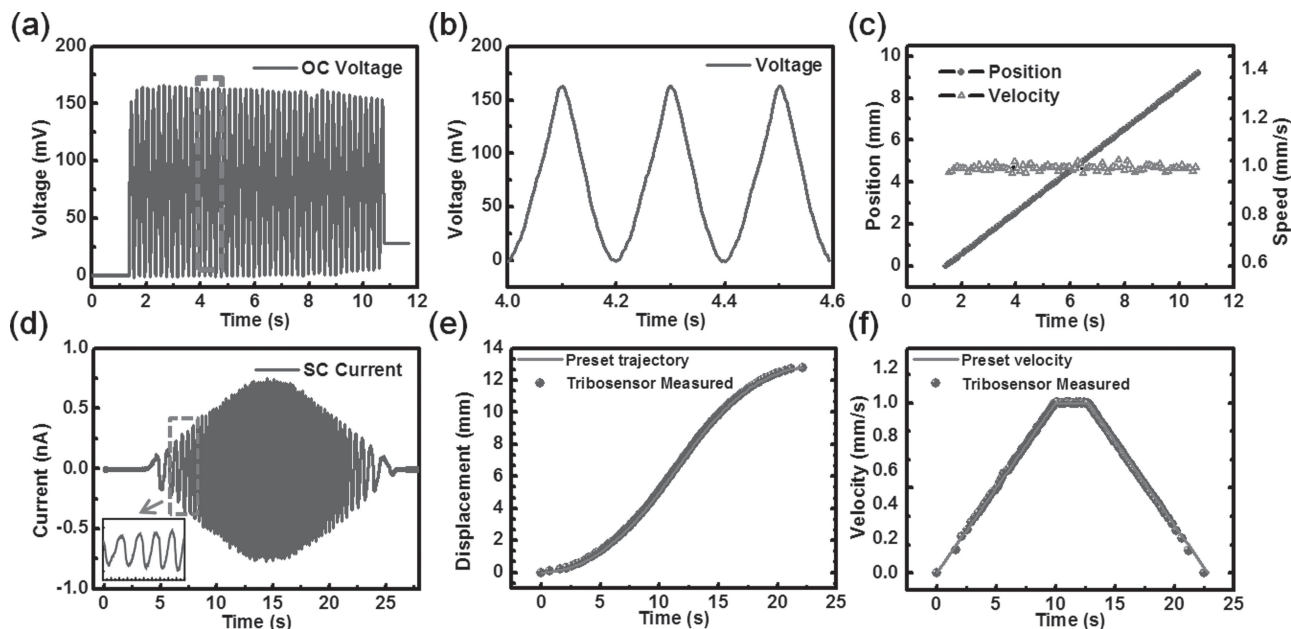 (a)
200
150
100
50
0
Voltage (mV)
OC Voltage
0 2 4 6 8 10 12
Time (s)
(b)
200
150
100
50
0
Voltage (mV)
Voltage
4.0 4.2 4.4 4.6
Time (s)
(c)
10
8
6
4
2
0
Position (mm)
Position
Velocity
1.4
1.2
1.0
0.8
0.6
Speed (mm/s)
0 2 4 6 8 10 12
Time (s)
(d)
1.0
0.5
0.0
-0.5
-1.0
Current (nA)
SC Current
0 5 10 15 20 25
Time (s)
(e)
14
12
10
8
6
4
2
0
Displacement (mm)
Preset trajectory
Tribosensor Measured
0 5 10 15 20 25
Time (s)
(f)
1.2
1.0
0.8
0.6
0.4
0.2
0.0
Velocity (mm/s)
Preset velocity
Tribosensor Measured
0 5 10 15 20 25
Time (s)